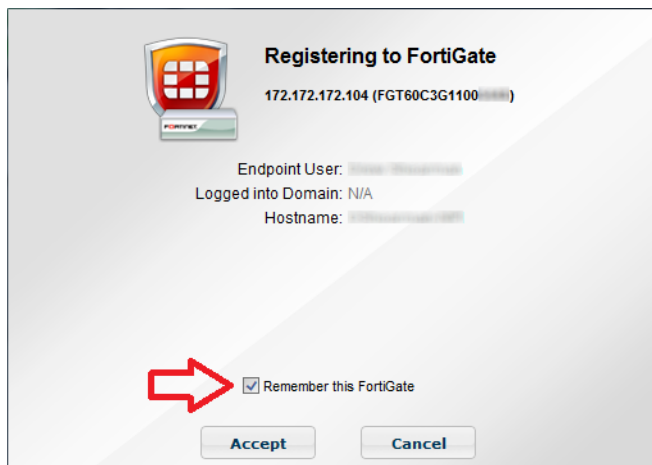 Registering to FortiGate
172.172.172.104 (FGT60C3G1100)
FORTINET
Endpoint User:
Logged into Domain: N/A
Hostname:
Remember this FortiGate
Accept Cancel